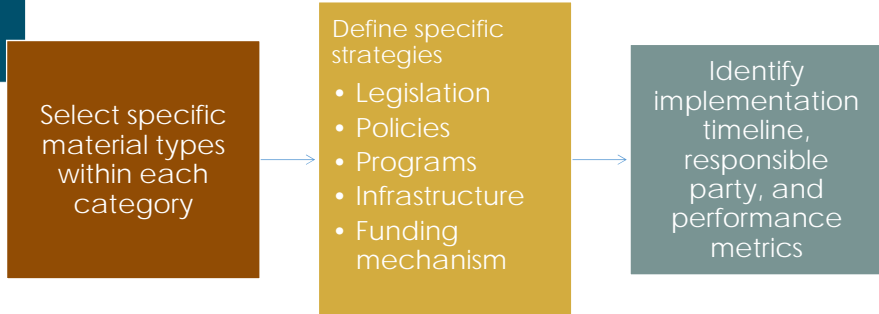 Select specific
material types
within each
category
Define specific
strategies
• Legislation
• Policies
• Programs
• Infrastructure
• Funding
mechanism
Identify
implementation
timeline,
responsible
party, and
performance
metrics